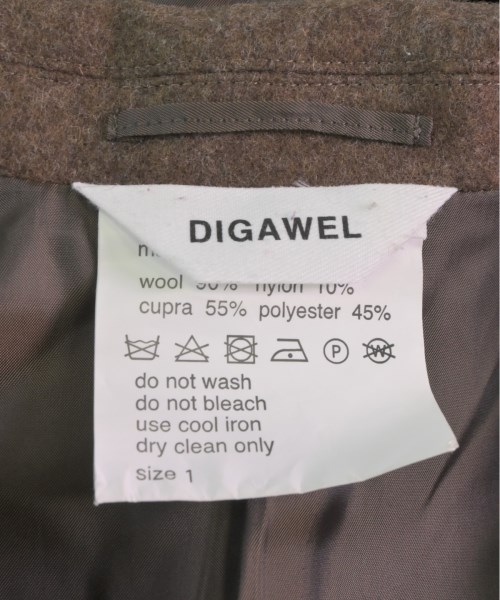 DIGAWEL
wool 90% nylon 10%
cupra 55% polyester 45%
P
W
do not wash
do not bleach
use cool iron
dry clean only
size 1